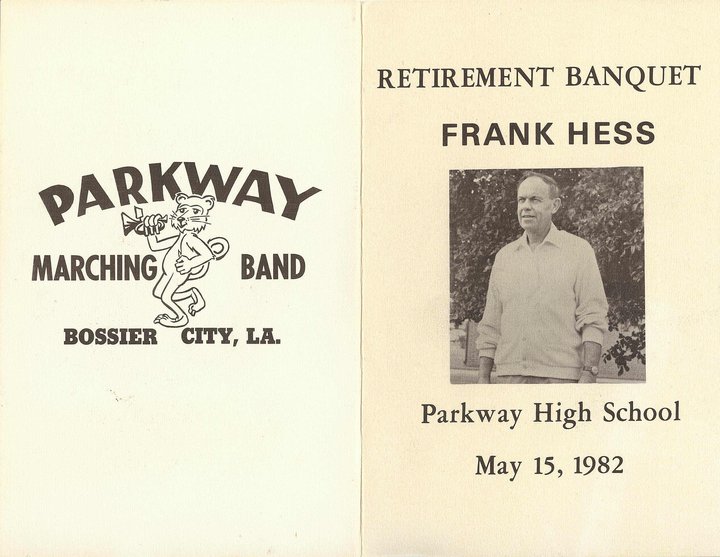 PARKWAY
MARCHING BAND
BOSSIER CITY, LA.
RETIREMENT BANQUET
FRANK HESS
Parkway High School
May 15, 1982